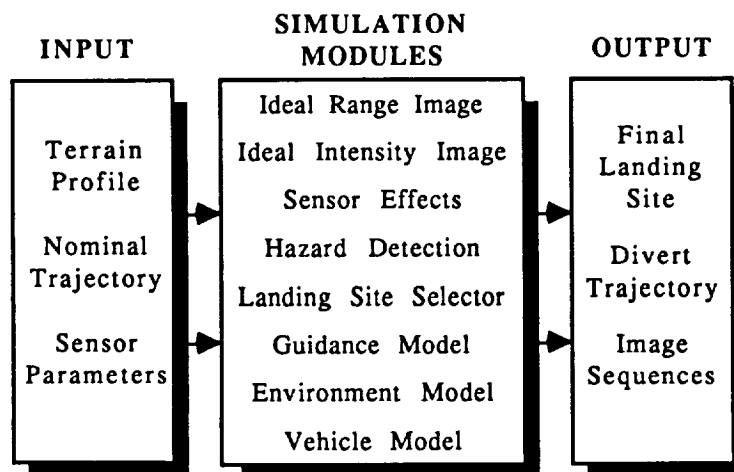 INPUT
Terrain
Profile
Nominal
Trajectory
Sensor
Parameters
SIMULATION
MODULES
Ideal Range Image
Ideal Intensity Image
Sensor Effects
Hazard Detection
Landing Site Selector
Guidance Model
Environment Model
Vehicle Model
OUTPUT
Final
Landing
Site
Divert
Trajectory
Image
Sequences